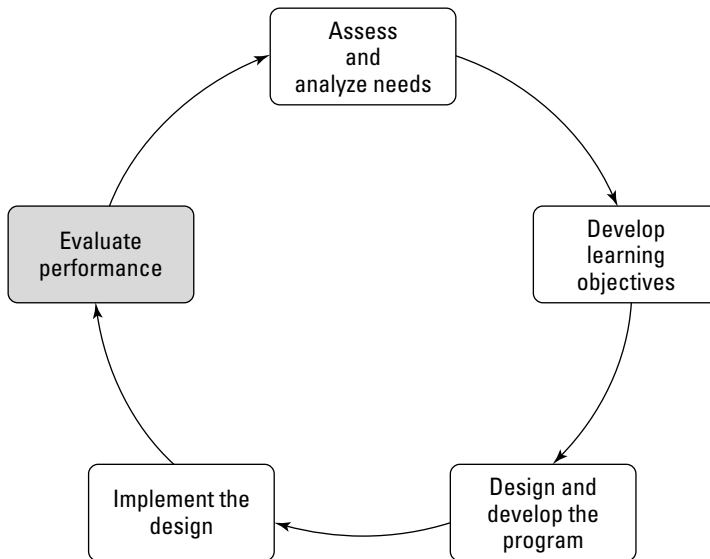 Assess
and
analyze needs
Develop
learning
objectives
Design and
develop the
program
Implement the
design
Evaluate
performance